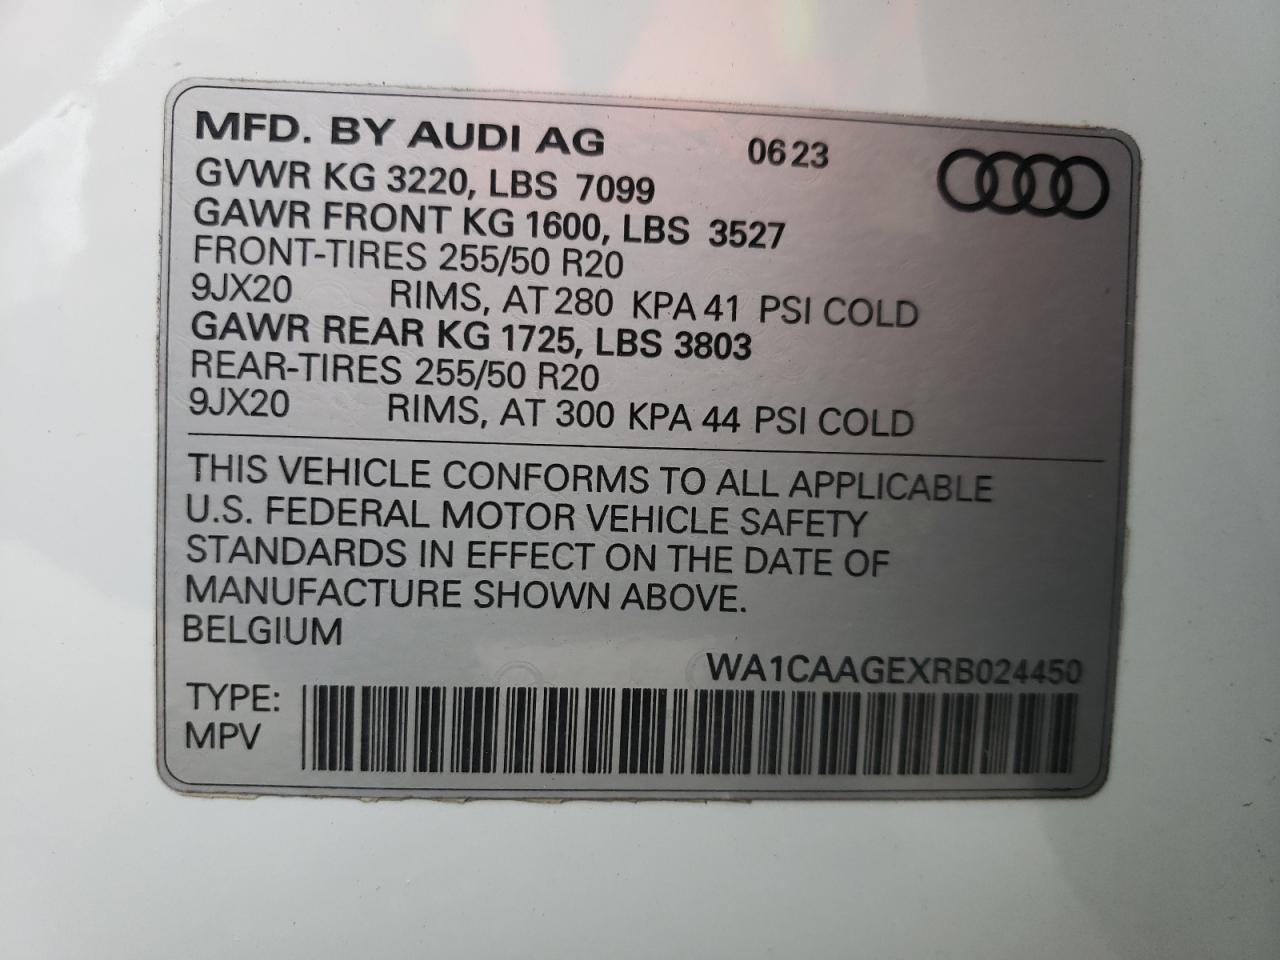 MFD. BY AUDI AG 0623
GVWR KG 3220, LBS 7099
GAWR FRONT KG 1600, LBS 3527
FRONT-TIRES 255/50 R20
9JX20 RIMS, AT 280 KPA 41 PSI COLD
GAWR REAR KG 1725, LBS 3803
REAR-TIRES 255/50 R20
9JX20 RIMS, AT 300 KPA 44 PSI COLD
THIS VEHICLE CONFORMS TO ALL APPLICABLE
U.S. FEDERAL MOTOR VEHICLE SAFETY
STANDARDS IN EFFECT ON THE DATE OF
MANUFACTURE SHOWN ABOVE.
BELGIUM
WA1CAAGEXRB024450
TYPE:
MPV